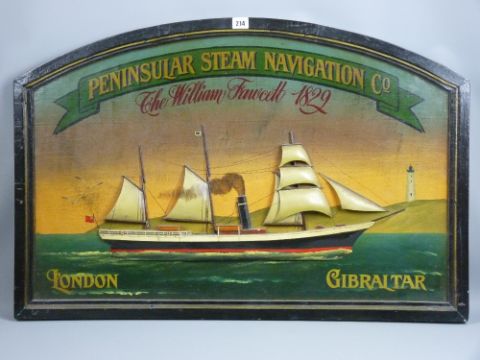 214
PENINSULAR STEAM NAVIGATION CO
The William Fawcett 1829
LONDON
GIBRALTAR